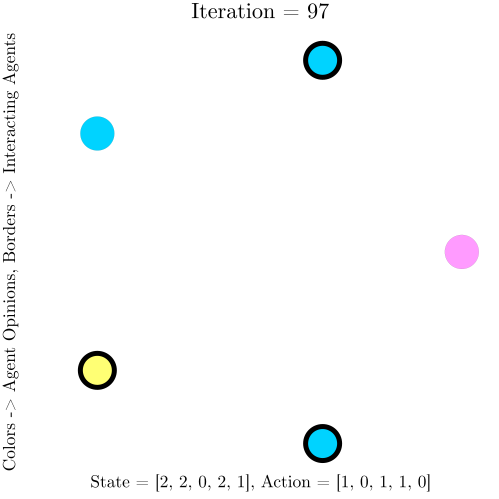 Iteration = 97
Colors -> Agent Opinions, Borders -> Interacting Agents
State = [2, 2, 0, 2, 1], Action = [1, 0, 1, 1, 0]